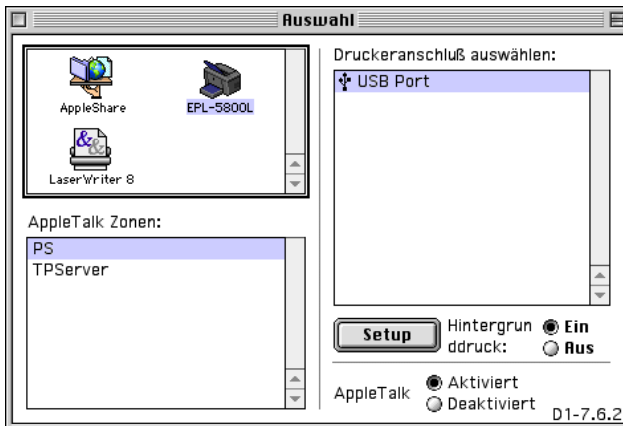 Auswahl
AppleShare
EPL-5800L
LaserWriter 8
AppleTalk Zonen:
PS
TPServer
Druckeranschluß auswählen:
USB Port
Setup
Hintergrun
ddruck:
Ein
Aus
AppleTalk
Aktiviert
Deaktiviert
D1-7.6.2